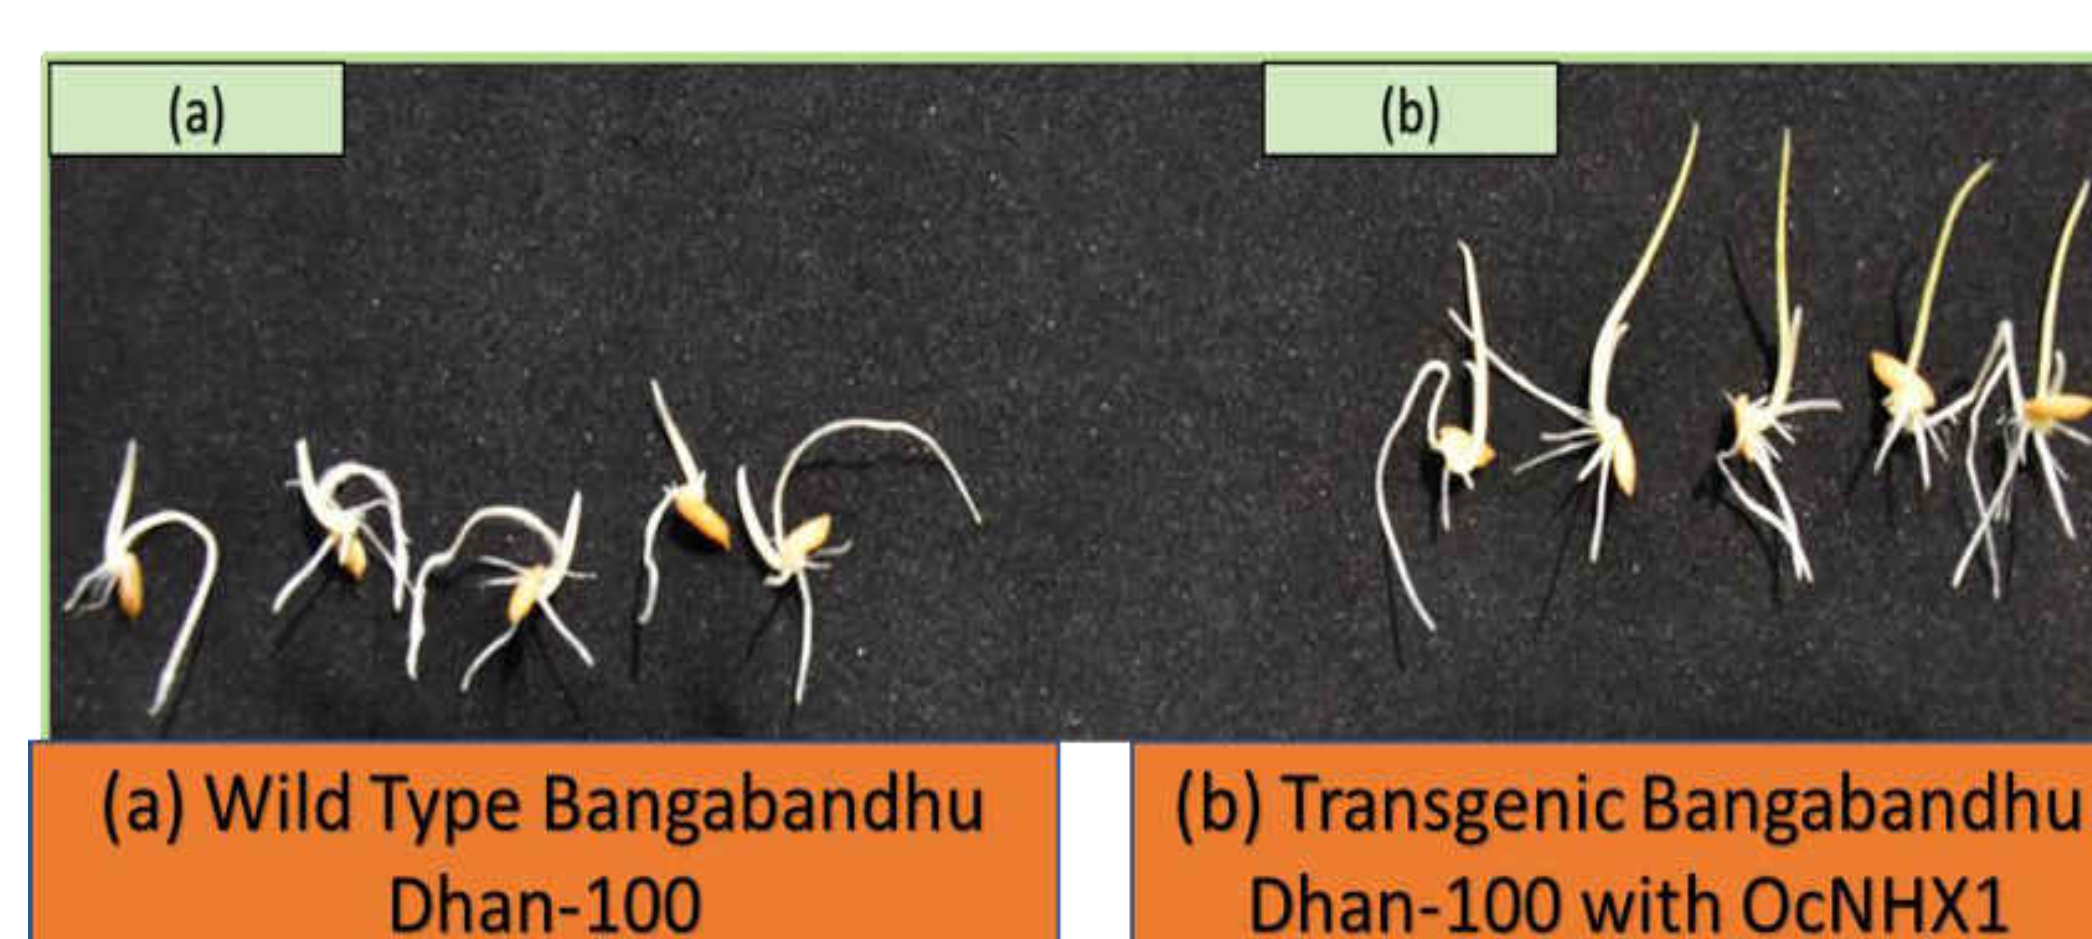 (a)
(b)
(a) Wild Type Bangabandhu
Dhan-100
(b) Transgenic Bangabandhu
Dhan-100 with OcNHX1